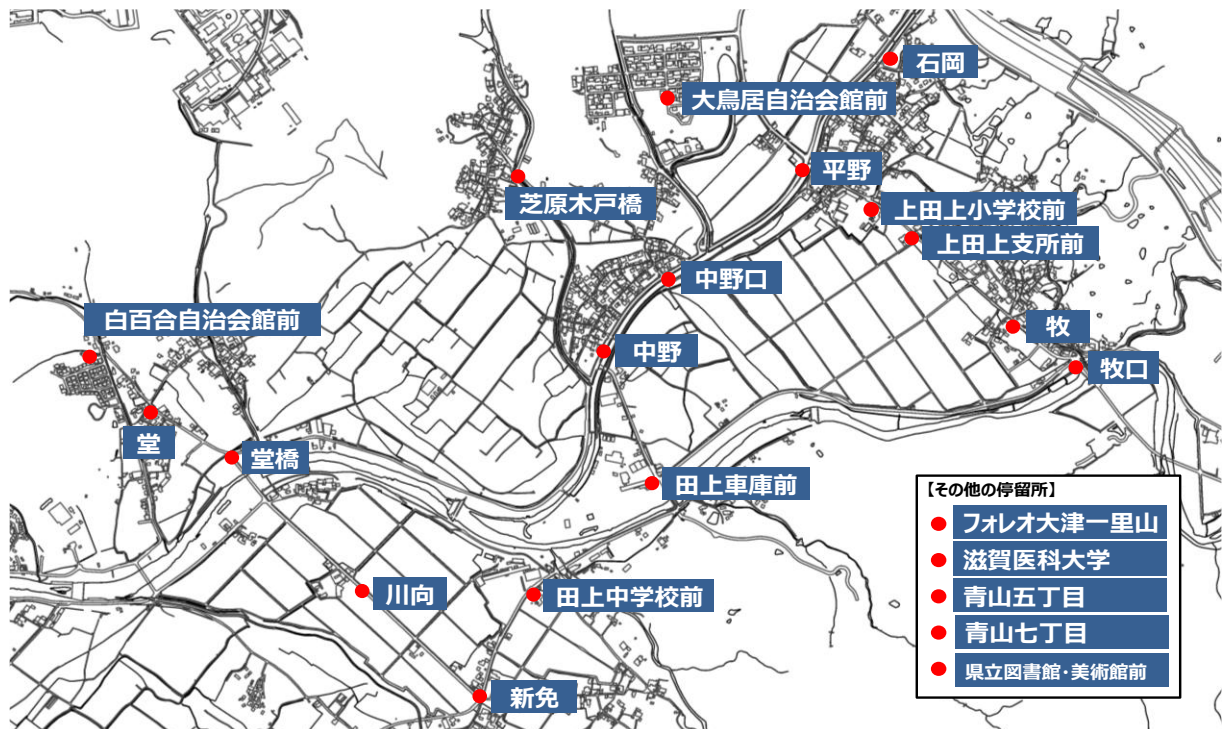 石岡
大鳥居自治会館前
平野
芝原木戸橋
上田上小学校前
上田上支所前
中野口
白百合自治会館前
牧
中野
牧口
堂
堂橋
田上車庫前
川向
田上中学校前
新免
【その他の停留所】
フォレオ大津一里山
滋賀医科大学
青山五丁目
青山七丁目
県立図書館・美術館前